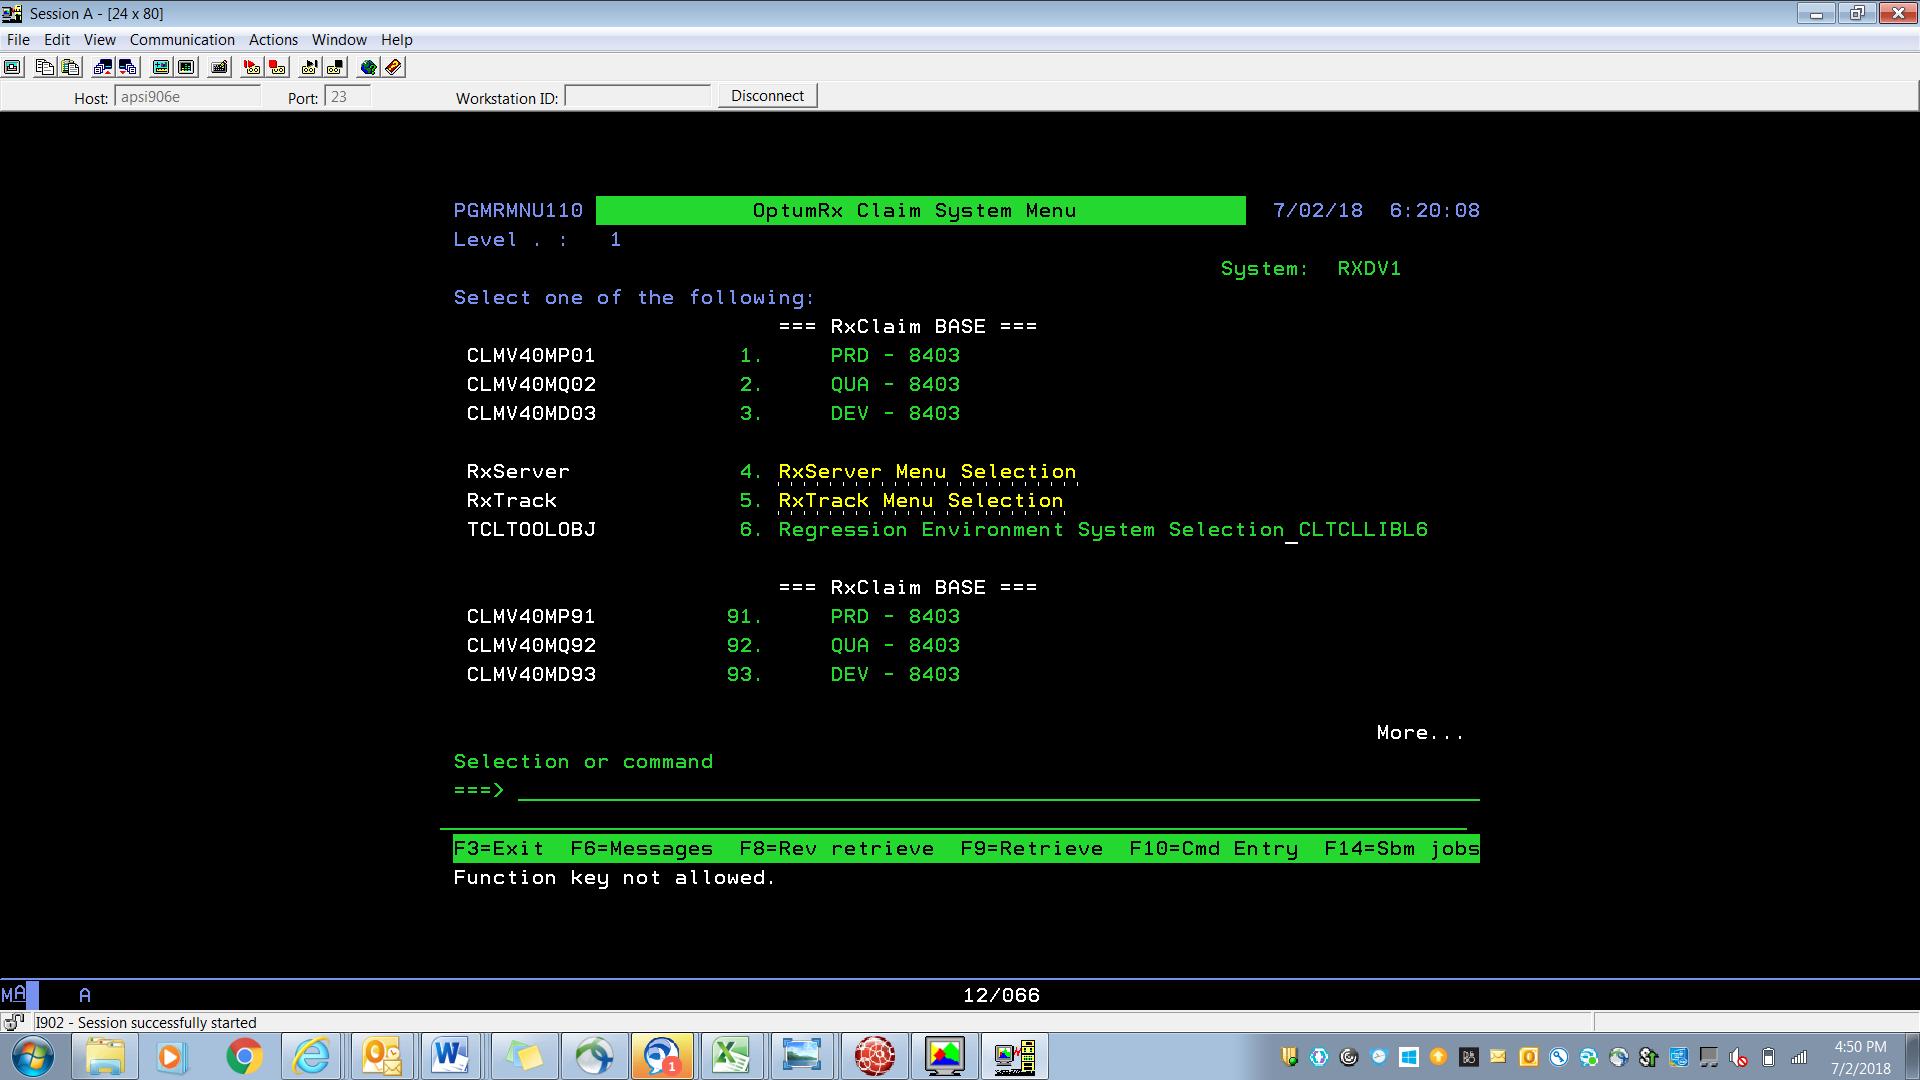 Session A - [24 x 80]
File Edit View Communication Actions Window Help
Host: apsi906e Port: 23 Workstation ID: Disconnect
PGMRMNU110 OptumRx Claim System Menu 7/02/18 6:20:08
Level . : 1
System: RXDV1
Select one of the following:
=== RxClaim BASE ===
CLMV40MP01 1. PRD - 8403
CLMV40MQ02 2. QUA - 8403
CLMV40MD03 3. DEV - 8403
RxServer 4. RxServer Menu Selection
RxTrack 5. RxTrack Menu Selection
TCLTOOLOBJ 6. Regression Environment System Selection_CLTCLLIBL6
=== RxClaim BASE ===
CLMV40MP91 91. PRD - 8403
CLMV40MQ92 92. QUA - 8403
CLMV40MD93 93. DEV - 8403
More...
Selection or command
===>
F3=Exit F6=Messages F8=Rev retrieve F9=Retrieve F10=Cmd Entry F14=Sbm jobs
Function key not allowed.
MA A 12/066
I902 - Session successfully started
1
4:50 PM
7/2/2018